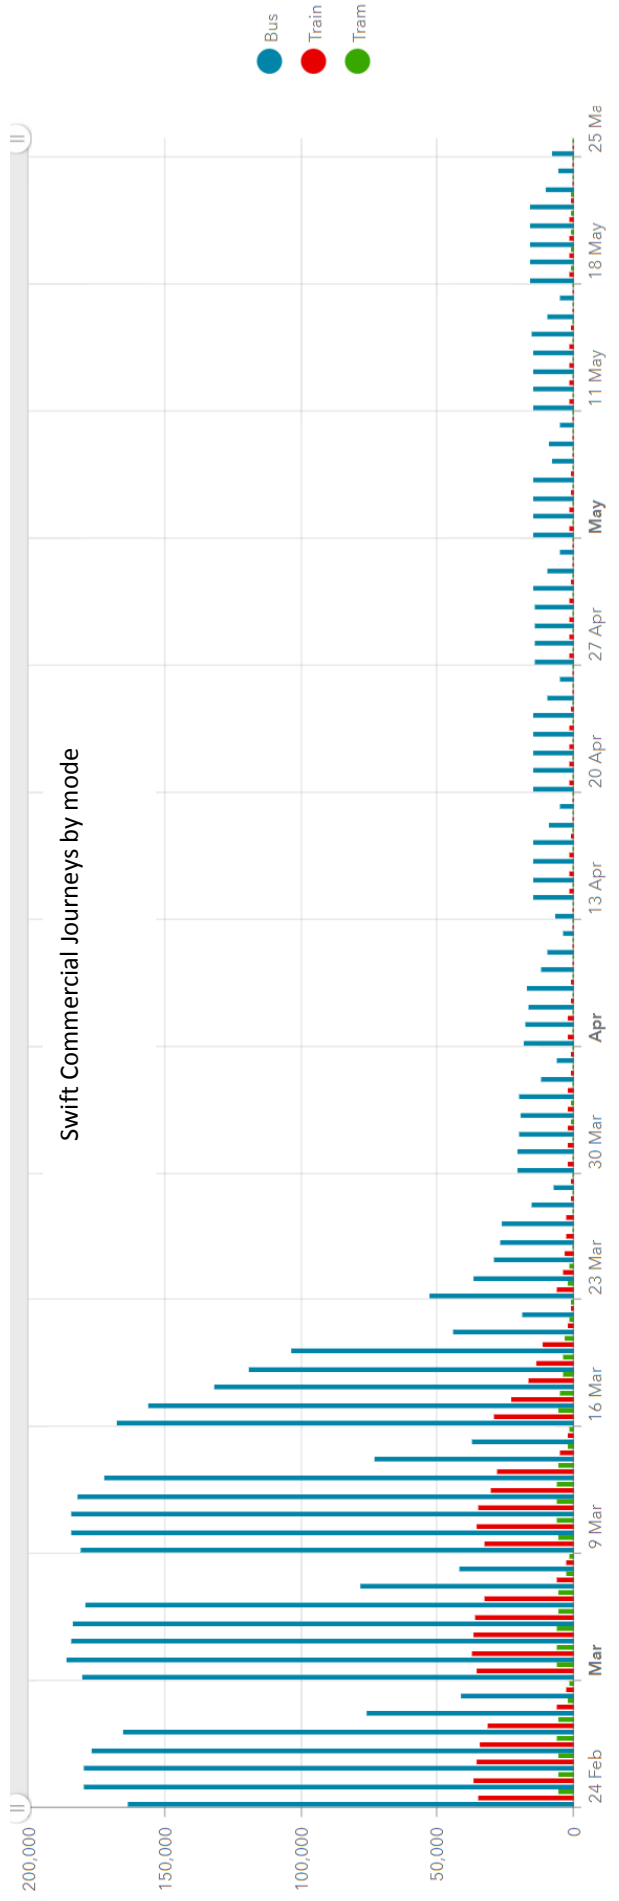 Swift Commercial Journeys by mode
200,000
150,000
100,000
50,000
0
24 Feb
Mar
9 Mar
16 Mar
23 Mar
30 Mar
Apr
13 Apr
20 Apr
27 Apr
May
11 May
18 May
25 Ma
Bus
Train
Tram